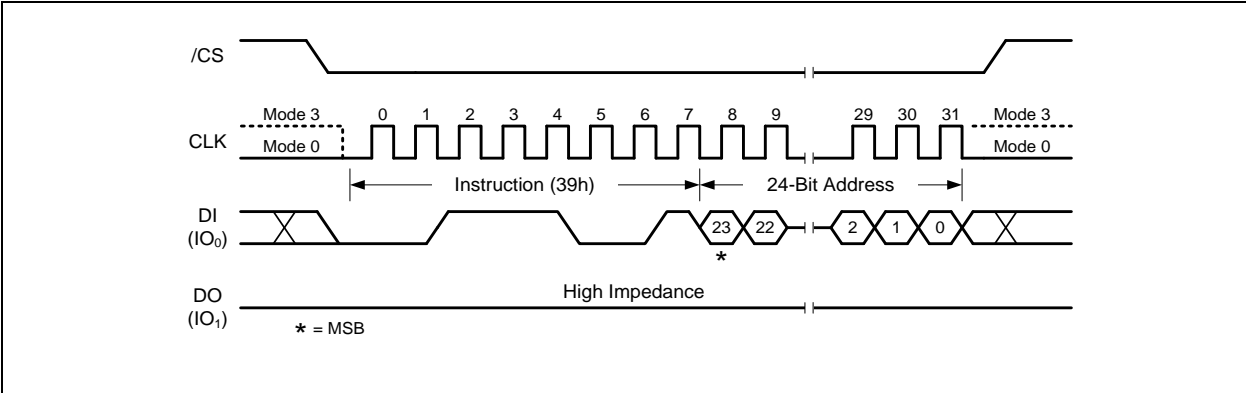 /CS
Mode 3 0 1 2 3 4 5 6 7 8 9 29 30 31 Mode 3
CLK
Mode 0 Mode 0
Instruction (39h) 24-Bit Address
DI
(IO₀)
23 22 2 1 0
*
High Impedance
DO
(IO₁)
* = MSB